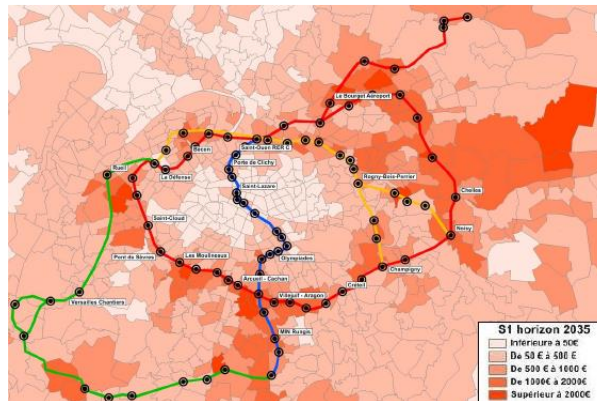 Le Bourget Aéroport
Saint-Ouen RER C
Bécon
Porte de Clichy
Rueil
La Défense
Rosny-Bois-Perrier
Saint-Lazare
Chelles
Saint-Cloud
Noisy
Pont de Sèvres
Olympiades
Les Moulineaux
Champigny
Arcueil - Cachan
Créteil
Villejuif - Aragon
Versailles Chantiers
MIN Rungis
S1 horizon 2035
Inférieure à 50€
De 50 € à 500 €
De 500 € à 1000 €
De 1000€ à 2000€
Supérieur à 2000€